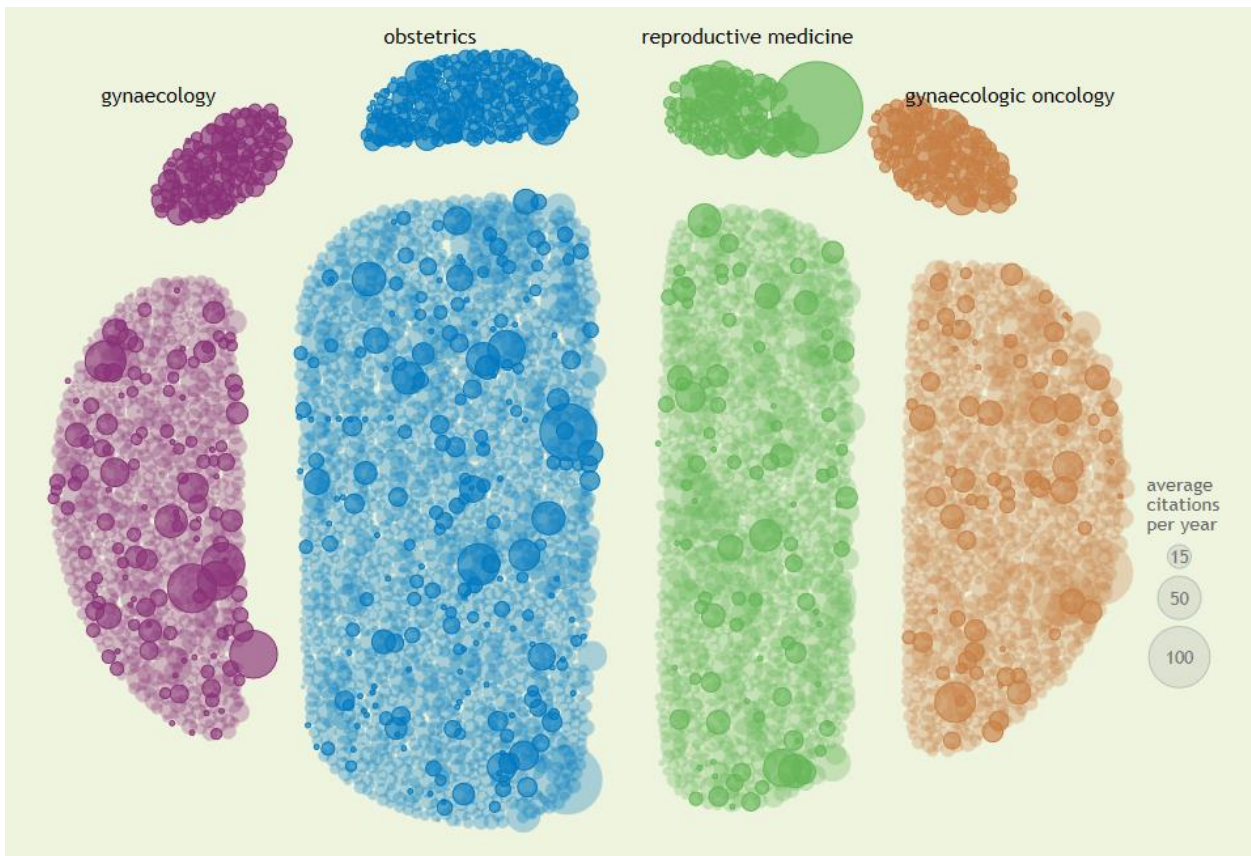 obstetrics
reproductive medicine
gynaecology
gynaecologic oncology
average
citations
per year
15
50
100